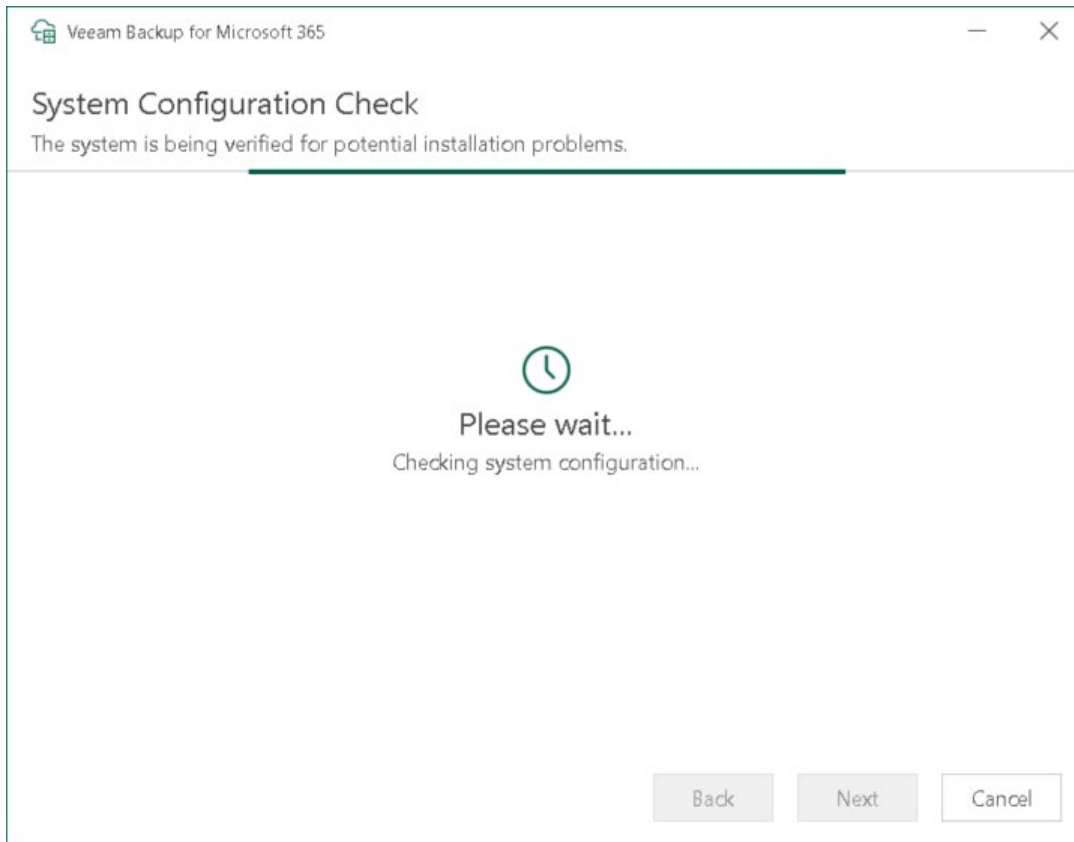 Veeam Backup for Microsoft 365
System Configuration Check
The system is being verified for potential installation problems.
Please wait...
Checking system configuration...
Back Next Cancel